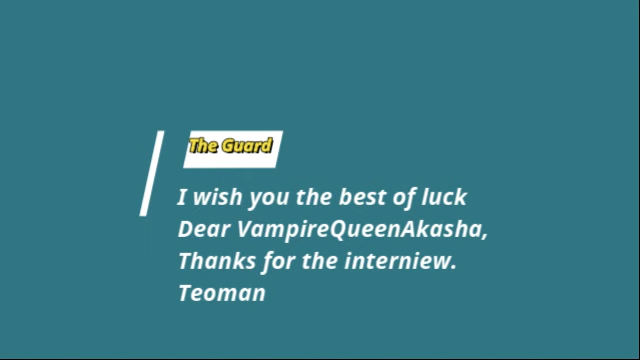 The Guard
I wish you the best of luck
Dear VampireQueenAkasha,
Thanks for the interniew.
Teoman